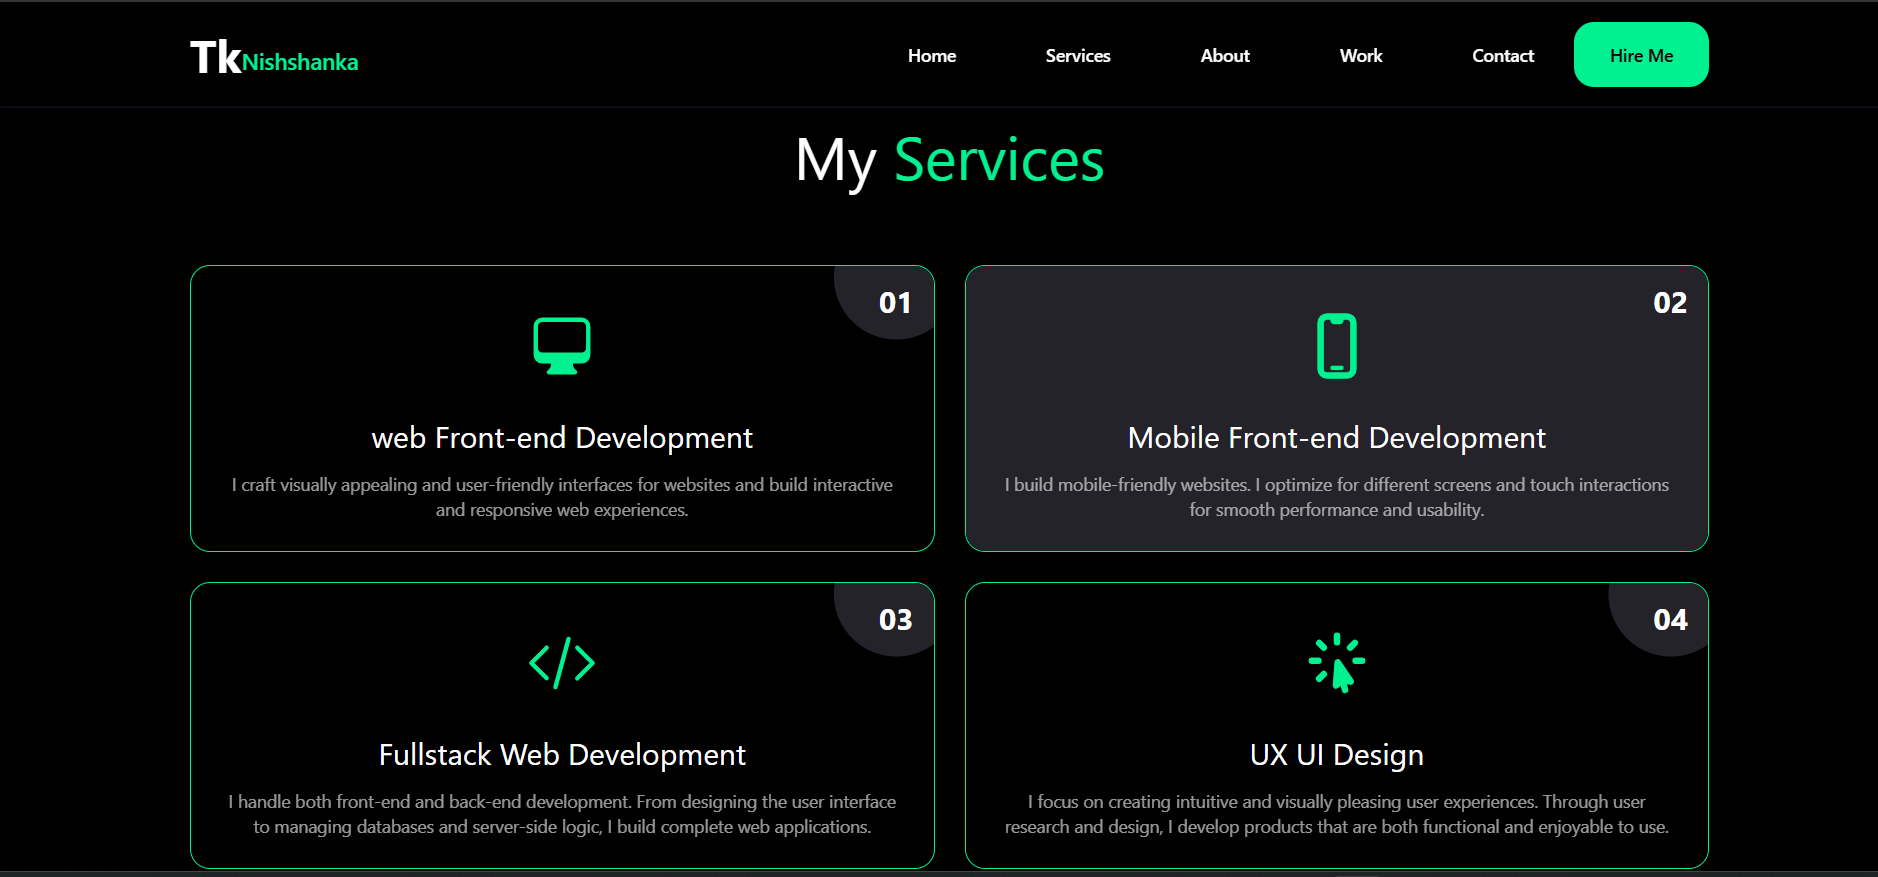 TkNishshanka
Home Services About Work Contact Hire Me
My Services
01
web Front-end Development
I craft visually appealing and user-friendly interfaces for websites and build interactive
and responsive web experiences.
02
Mobile Front-end Development
I build mobile-friendly websites. I optimize for different screens and touch interactions
for smooth performance and usability.
03
Fullstack Web Development
I handle both front-end and back-end development. From designing the user interface
to managing databases and server-side logic, I build complete web applications.
04
UX UI Design
I focus on creating intuitive and visually pleasing user experiences. Through user
research and design, I develop products that are both functional and enjoyable to use.